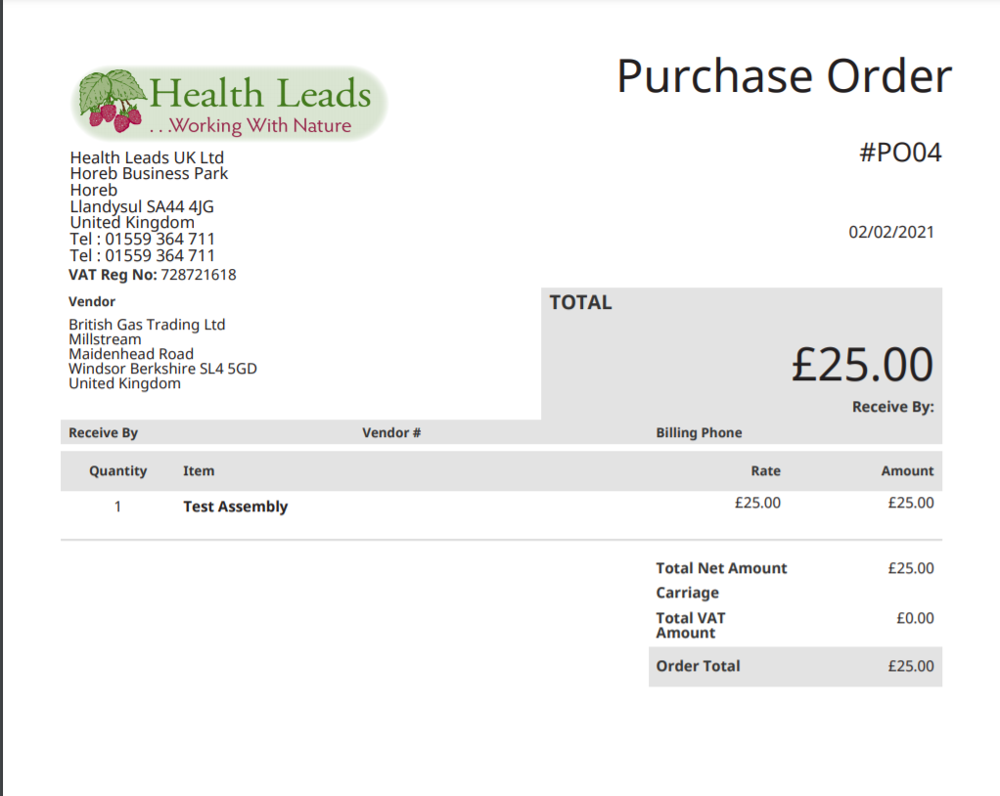 Health Leads
. . .Working With Nature
Purchase Order
#PO04
02/02/2021
Health Leads UK Ltd
Horeb Business Park
Horeb
Llandysul SA44 4JG
United Kingdom
Tel : 01559 364 711
Tel : 01559 364 711
VAT Reg No: 728721618
Vendor
British Gas Trading Ltd
Millstream
Maidenhead Road
Windsor Berkshire SL4 5GD
United Kingdom
TOTAL
£25.00
Receive By:
Receive By Vendor # Billing Phone
Quantity Item Rate Amount
1 Test Assembly £25.00 £25.00
Total Net Amount £25.00
Carriage
Total VAT £0.00
Amount
Order Total £25.00